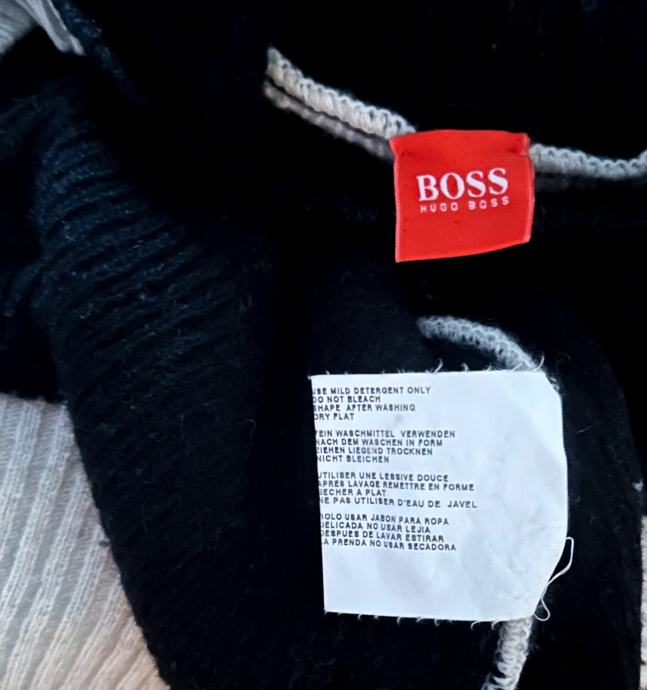 BOSS
HUGO BOSS
USE MILD DETERGENT ONLY
DO NOT BLEACH
SHAPE AFTER WASHING
DRY FLAT
FEIN WASCHMITTEL VERWENDEN
NACH DEM WASCHEN IN FORM
ZIEHEN LIEGEND TROCKNEN
NICHT BLEICHEN
UTILISER UNE LESSIVE DOUCE
APRES LAVAGE REMETTRE EN FORME
SECHER A PLAT
NE PAS UTILISER D'EAU DE JAVEL
SOLO USAR JABON PARA ROPA
DELICADA NO USAR LEJIA
DESPUES DE LAVAR ESTIRAR
LA PRENDA NO USAR SECADORA